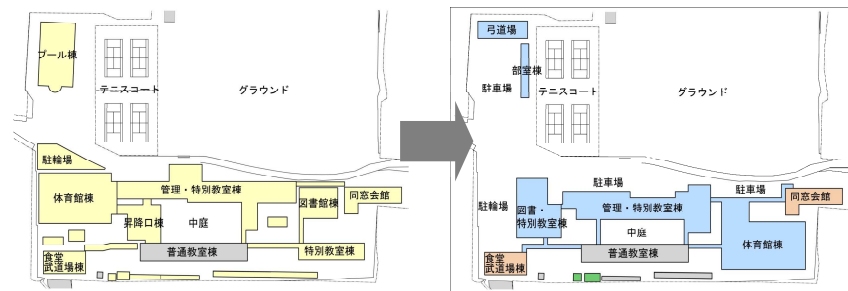 プール棟
テニスコート
グラウンド
駐輪場
体育館棟
管理・特別教室棟
図書館棟
同窓会館
昇降口棟
中庭
普通教室棟
特別教室棟
食堂
武道場棟
弓道場
部室棟
駐車場
テニスコート
グラウンド
駐輪場
図書・
特別教室棟
駐車場
管理・特別教室棟
駐車場
同窓会館
中庭
体育館棟
普通教室棟
食堂
武道場棟